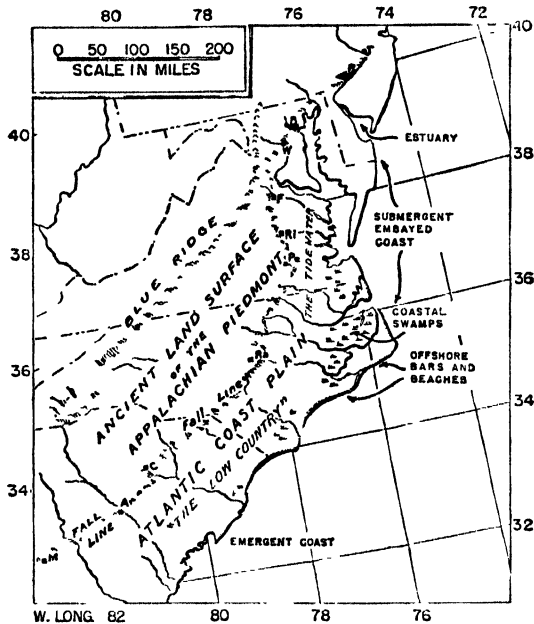 80 78 76 74 72
0 50 100 150 200
SCALE IN MILES
40
40
38
36
34
38
36
34
32
ESTUARY
SUBMERGENT
EMBAYED
COAST
COASTAL
SWAMPS
OFFSHORE
BARS AND
BEACHES
BLUE RIDGE
ANCIENT LAND SURFACE
OF THE
APPALACHIAN PIEDMONT
THE TIDEWATER
B
W
F
RI
P
Ra
Fall Line
C
A
ATLANTIC COAST PLAIN
"THE LOW COUNTRY"
FALL
LINE
EMERGENT COAST
W. LONG. 82 80 78 76